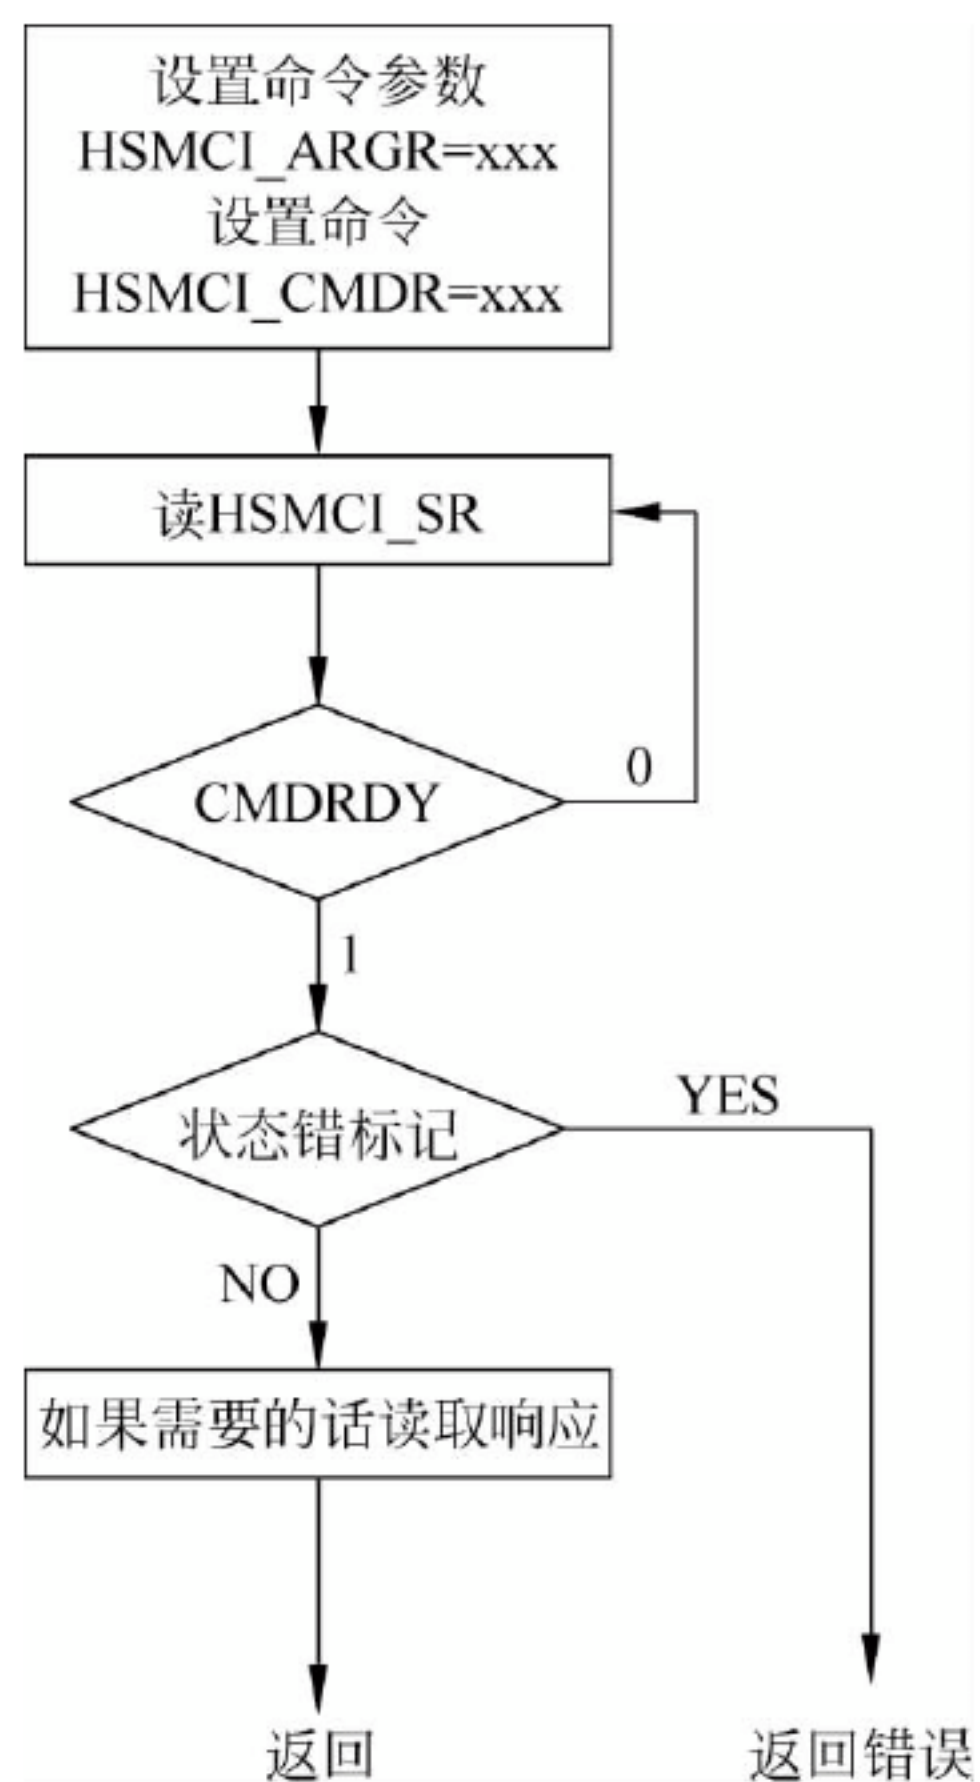 设置命令参数
HSMCI_ARGR=xxx
设置命令
HSMCI_CMDR=xxx
读HSMCI_SR
CMDRDY
0
1
状态错标记
YES
NO
如果需要的话读取响应
返回
返回错误